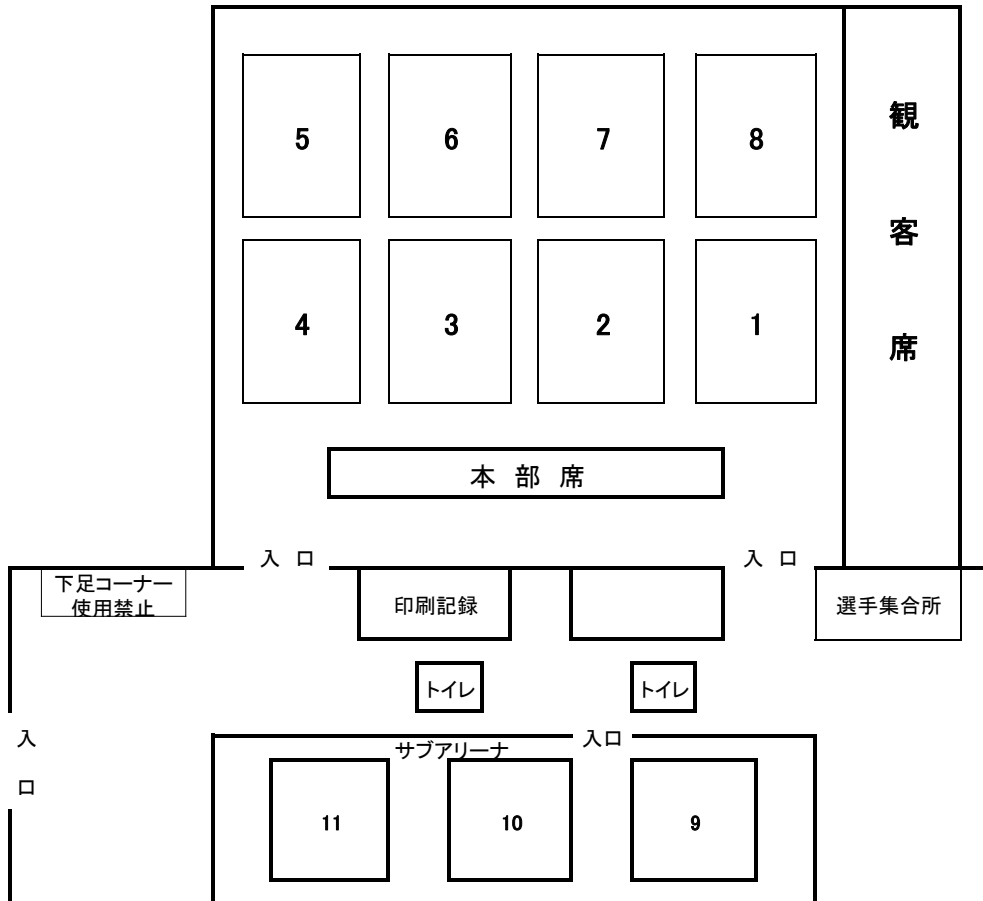 5 6 7 8
観客席
4 3 2 1
本部席
入口 入口
下足コーナー
使用禁止
印刷記録
選手集合所
トイレ トイレ
入口
サブアリーナ
入口
11 10 9